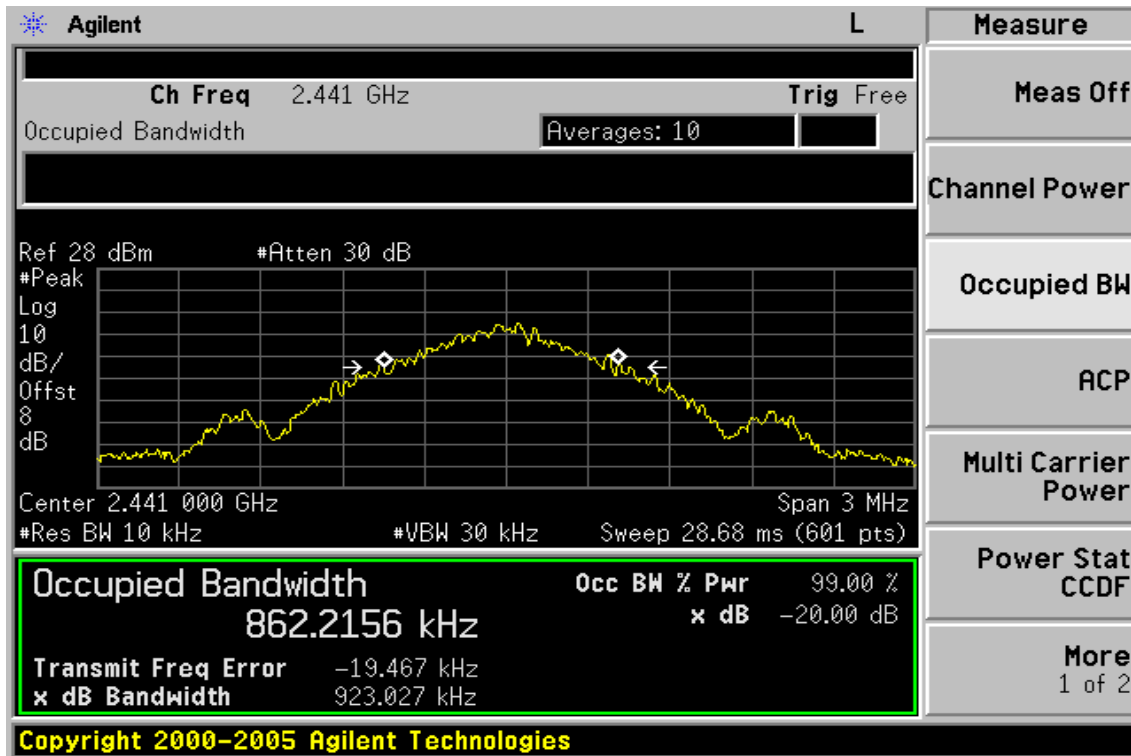 Agilent L Measure
Ch Freq 2.441 GHz Trig Free
Meas Off
Occupied Bandwidth Averages: 10
Channel Power
Ref 28 dBm #Atten 30 dB
#Peak
Log
10
dB/
Offst
8
dB
Occupied BW
ACP
Multi Carrier
Power
Center 2.441 000 GHz Span 3 MHz
#Res BW 10 kHz #VBW 30 kHz Sweep 28.68 ms (601 pts)
Power Stat
CCDF
Occupied Bandwidth Occ BW % Pwr 99.00 %
862.2156 kHz x dB -20.00 dB
Transmit Freq Error -19.467 kHz
x dB Bandwidth 923.027 kHz
More
1 of 2
Copyright 2000-2005 Agilent Technologies